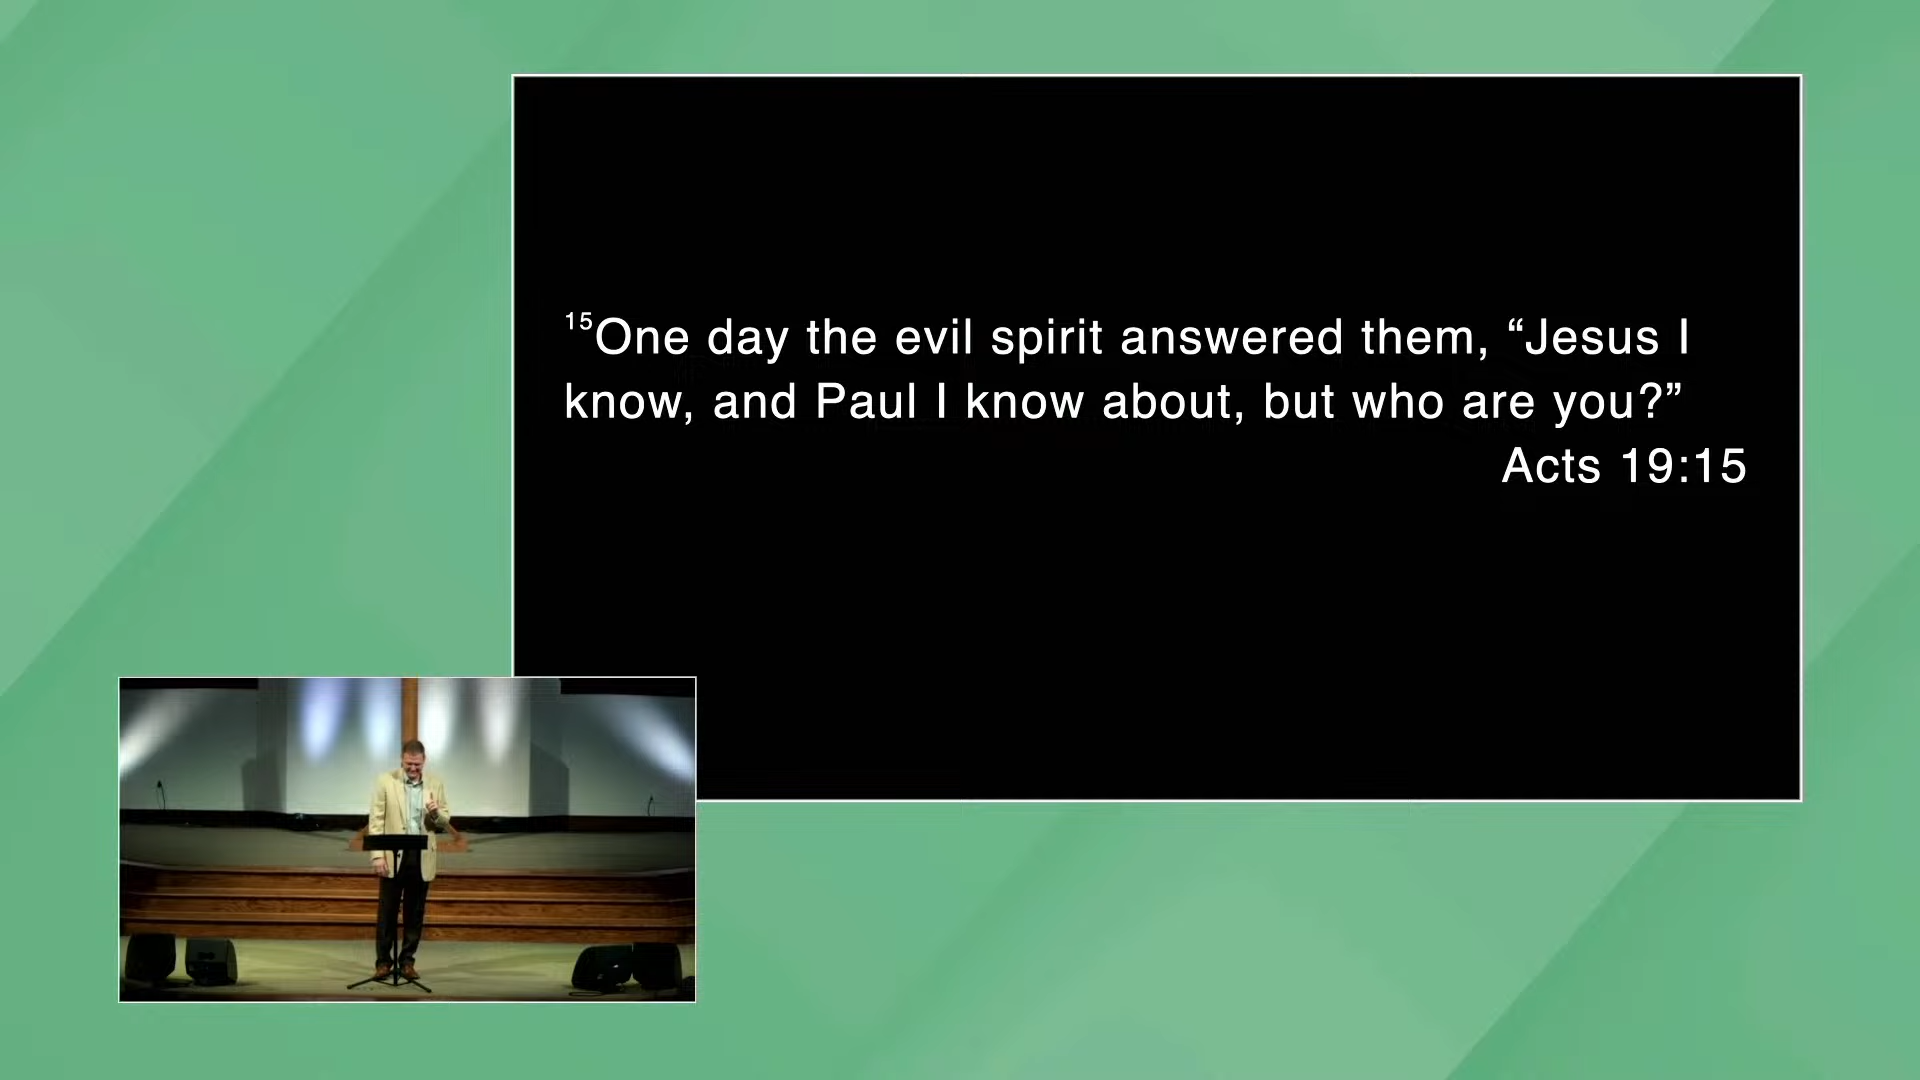 ¹⁵One day the evil spirit answered them, “Jesus I
know, and Paul I know about, but who are you?”
Acts 19:15